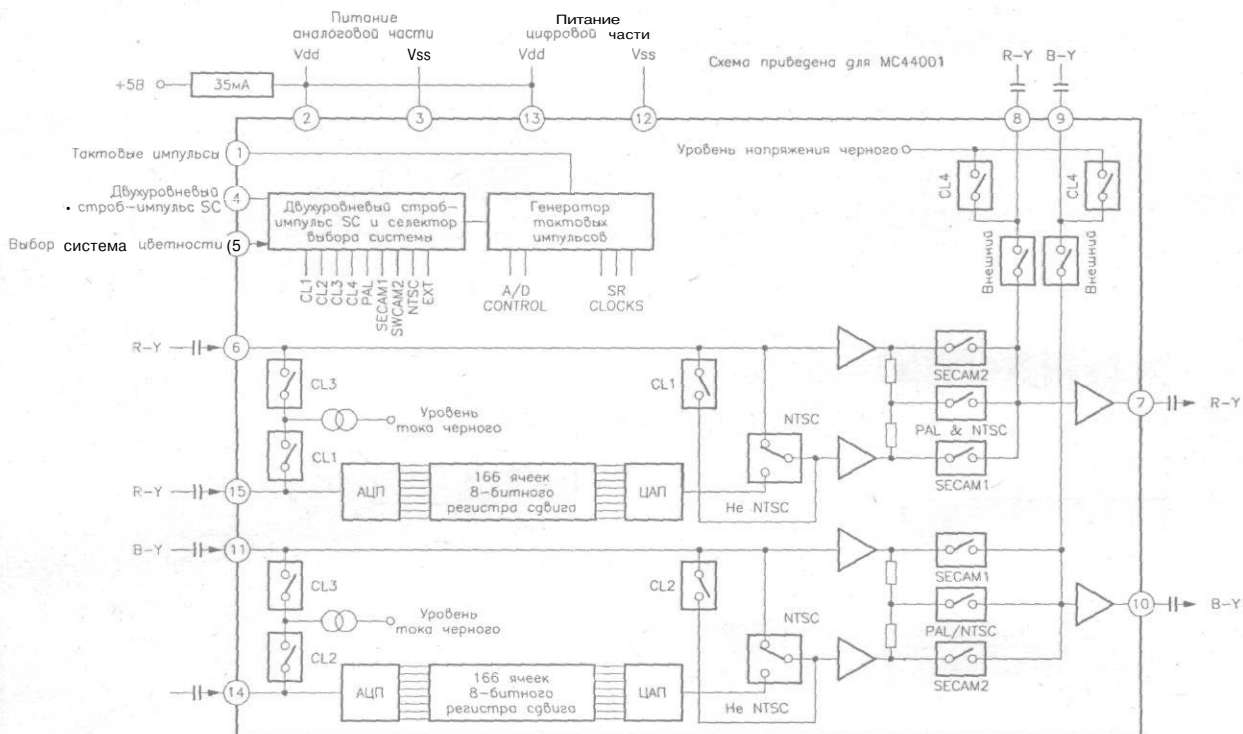 Питание
аналоговой части
Vdd
Vss
Питание
цифровой части
Vdd
Vss
Схема приведена для МС44001
R-Y
B-Y
+5В
35мА
2
3
13
12
8
9
Тактовые импульсы
1
Уровень напряжения черного
CL4
CL4
Двухуровневый
строб-импульс SC
4
Двухуровневый строб-
импульс SC и селектор
выбора системы
Генератор
тактовых
импульсов
Выбор система цветности
(5
Внешний
Внешний
CL1
CL2
CL3
CL4
PAL
SECAM1
SWCAM2
NTSC
EXT
A/D
CONTROL
SR
CLOCKS
R-Y
6
CL3
CL1
SECAM2
Уровень
тока черного
NTSC
PAL & NTSC
7
R-Y
CL1
R-Y
15
АЦП
166 ячеек
8-битного
регистра сдвига
ЦАП
Не NTSC
SECAM1
B-Y
11
CL3
CL2
SECAM1
Уровень
тока черного
NTSC
PAL/NTSC
10
B-Y
CL2
14
АЦП
166 ячеек
8-битного
регистра сдвига
ЦАП
Не NTSC
SECAM2